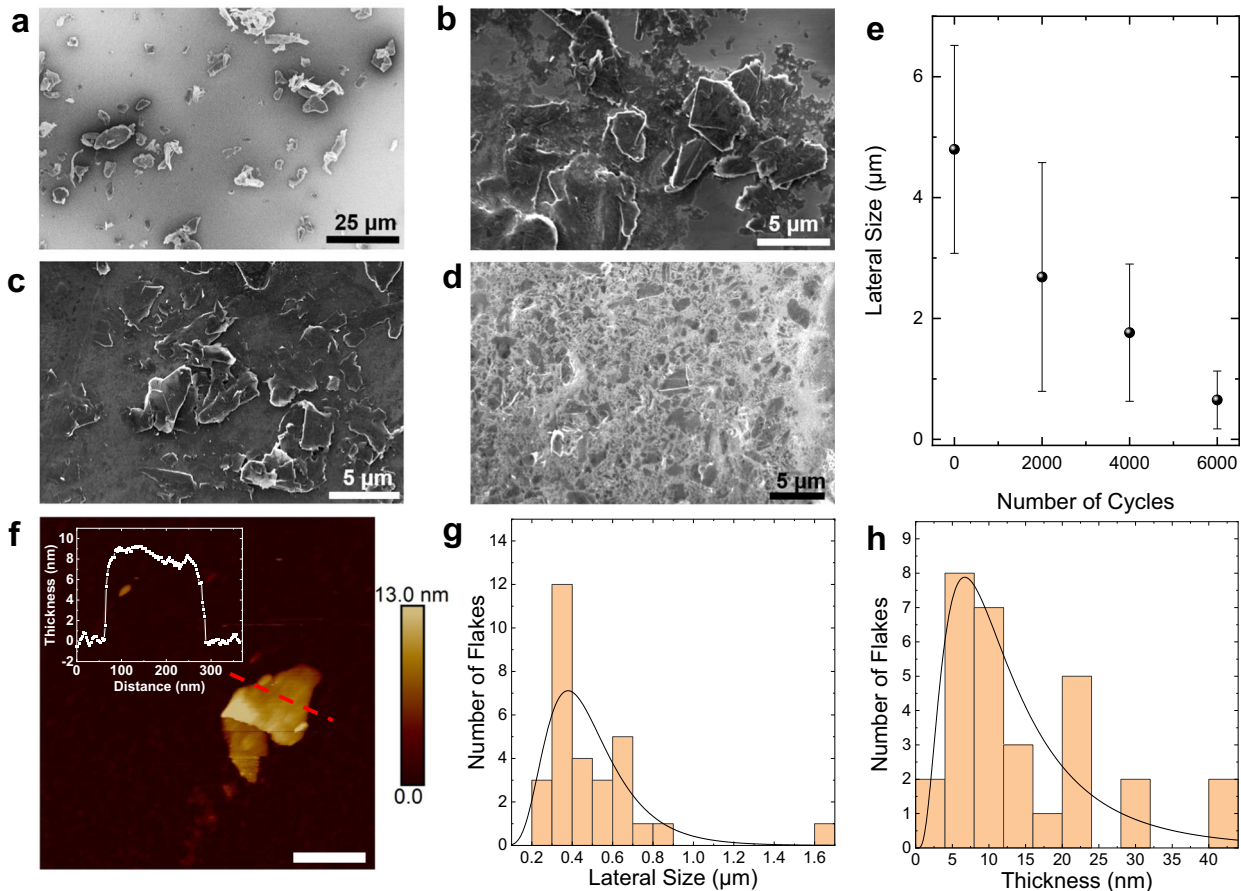 a
25 µm
b
5 µm
c
5 µm
d
5 µm
e
Lateral Size (µm)
6
4
2
0
0 2000 4000 6000
Number of Cycles
f
Thickness (nm)
10
8
6
4
2
0
-2
0 100 200 300
Distance (nm)
13.0 nm
0.0
g
Number of Flakes
14
12
10
8
6
4
2
0
0.2 0.4 0.6 0.8 1.0 1.2 1.4 1.6
Lateral Size (µm)
h
Number of Flakes
9
8
7
6
5
4
3
2
1
0
0 5 10 15 20 25 30 35 40
Thickness (nm)